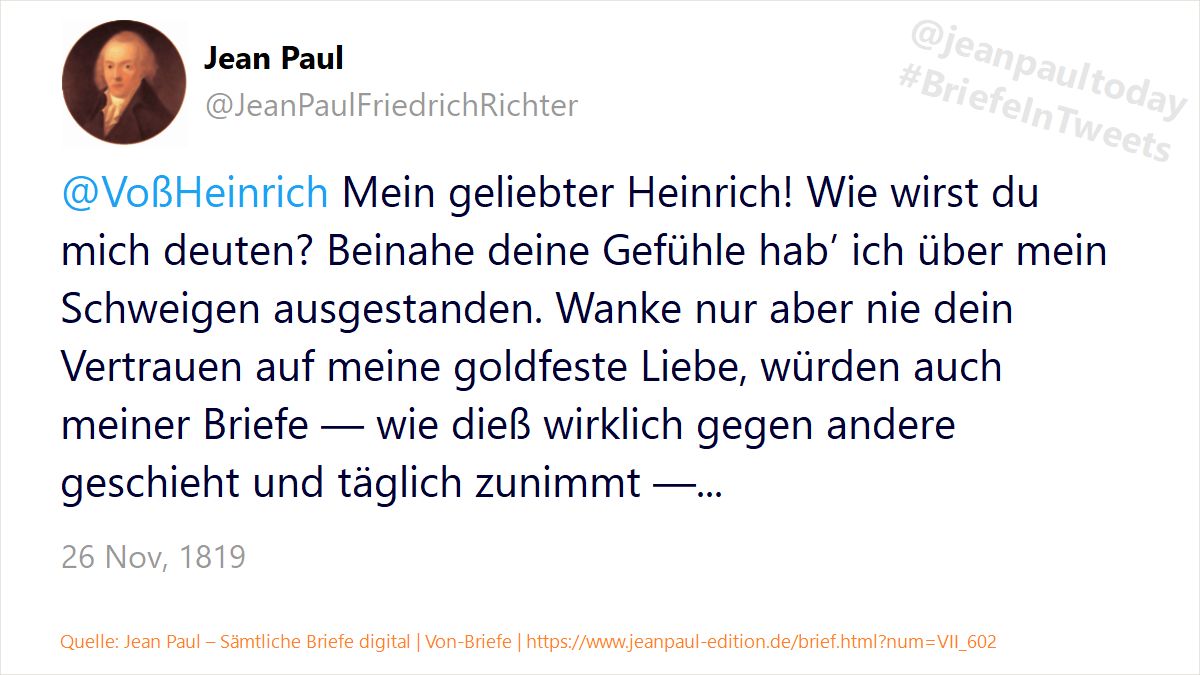 Jean Paul
@JeanPaulFriedrichRichter
@jeanpaultoday
#BriefeInTweets
@VoßHeinrich Mein geliebter Heinrich! Wie wirst du
mich deuten? Beinahe deine Gefühle hab’ ich über mein
Schweigen ausgestanden. Wanke nur aber nie dein
Vertrauen auf meine goldfeste Liebe, würden auch
meiner Briefe — wie dieß wirklich gegen andere
geschieht und täglich zunimmt —...
26 Nov, 1819
Quelle: Jean Paul – Sämtliche Briefe digital | Von-Briefe | https://www.jeanpaul-edition.de/brief.html?num=VII_602